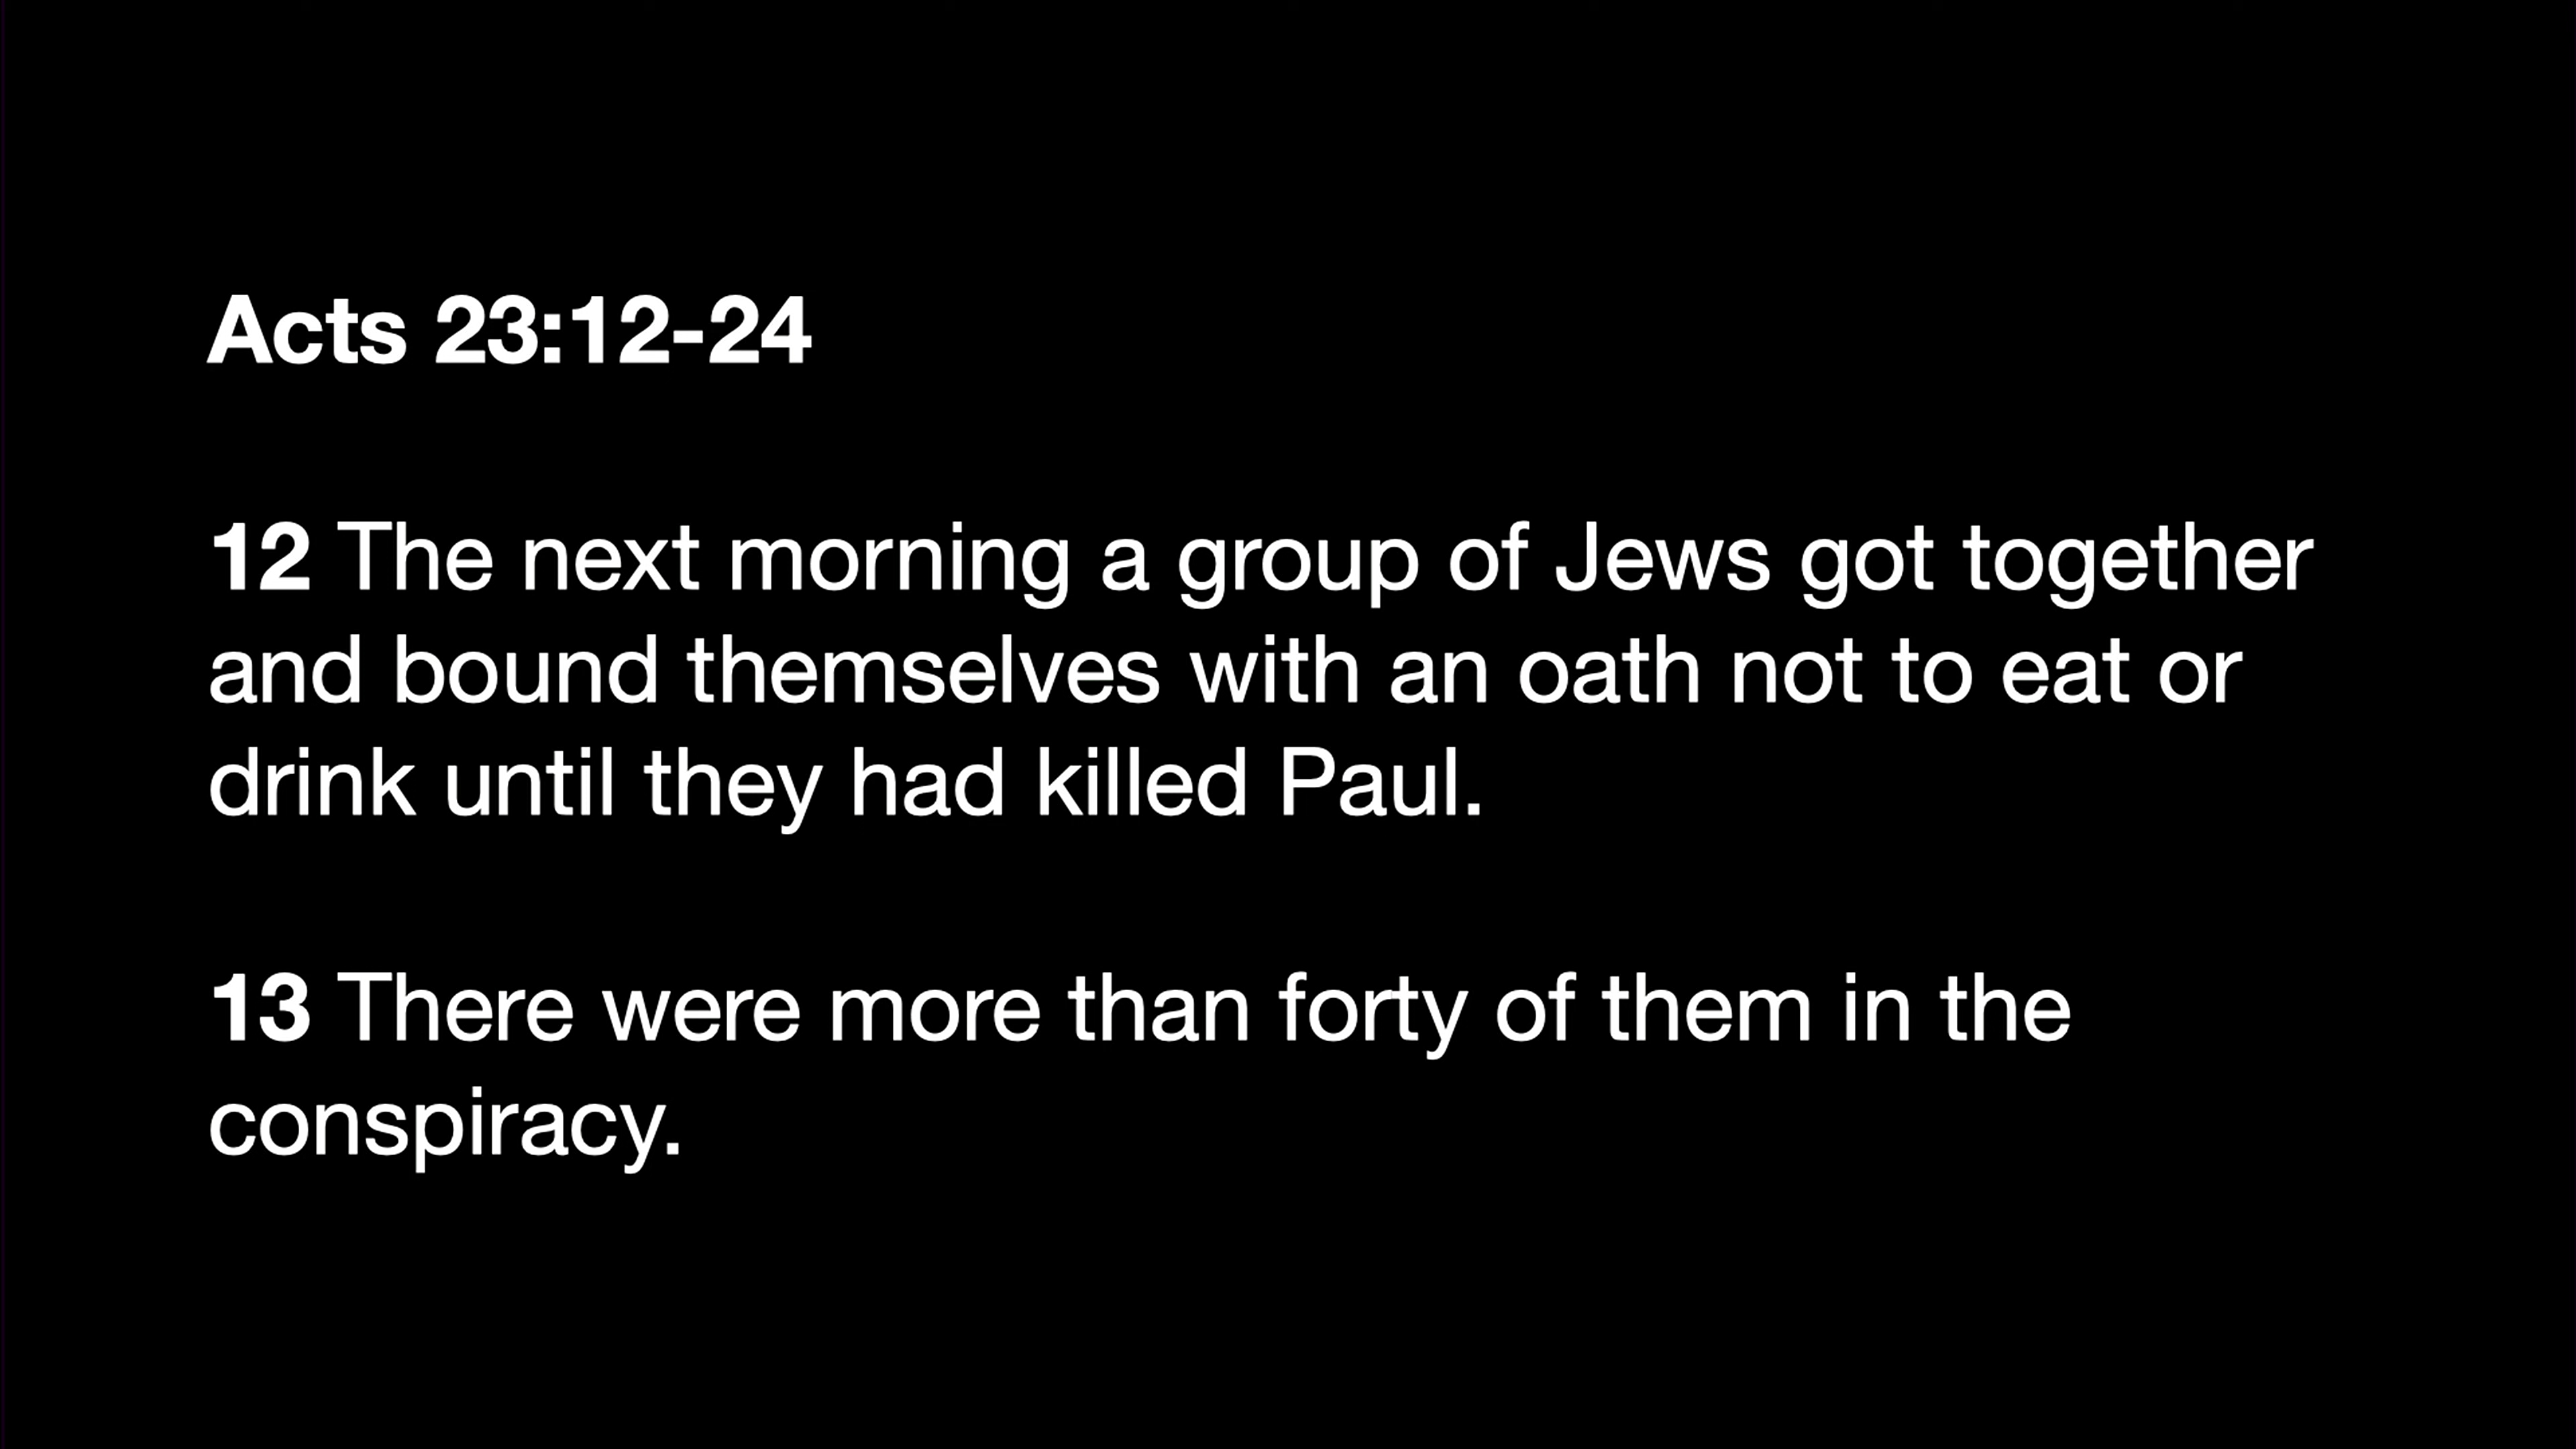 Acts 23:12-24
12 The next morning a group of Jews got together
and bound themselves with an oath not to eat or
drink until they had killed Paul.
13 There were more than forty of them in the
conspiracy.